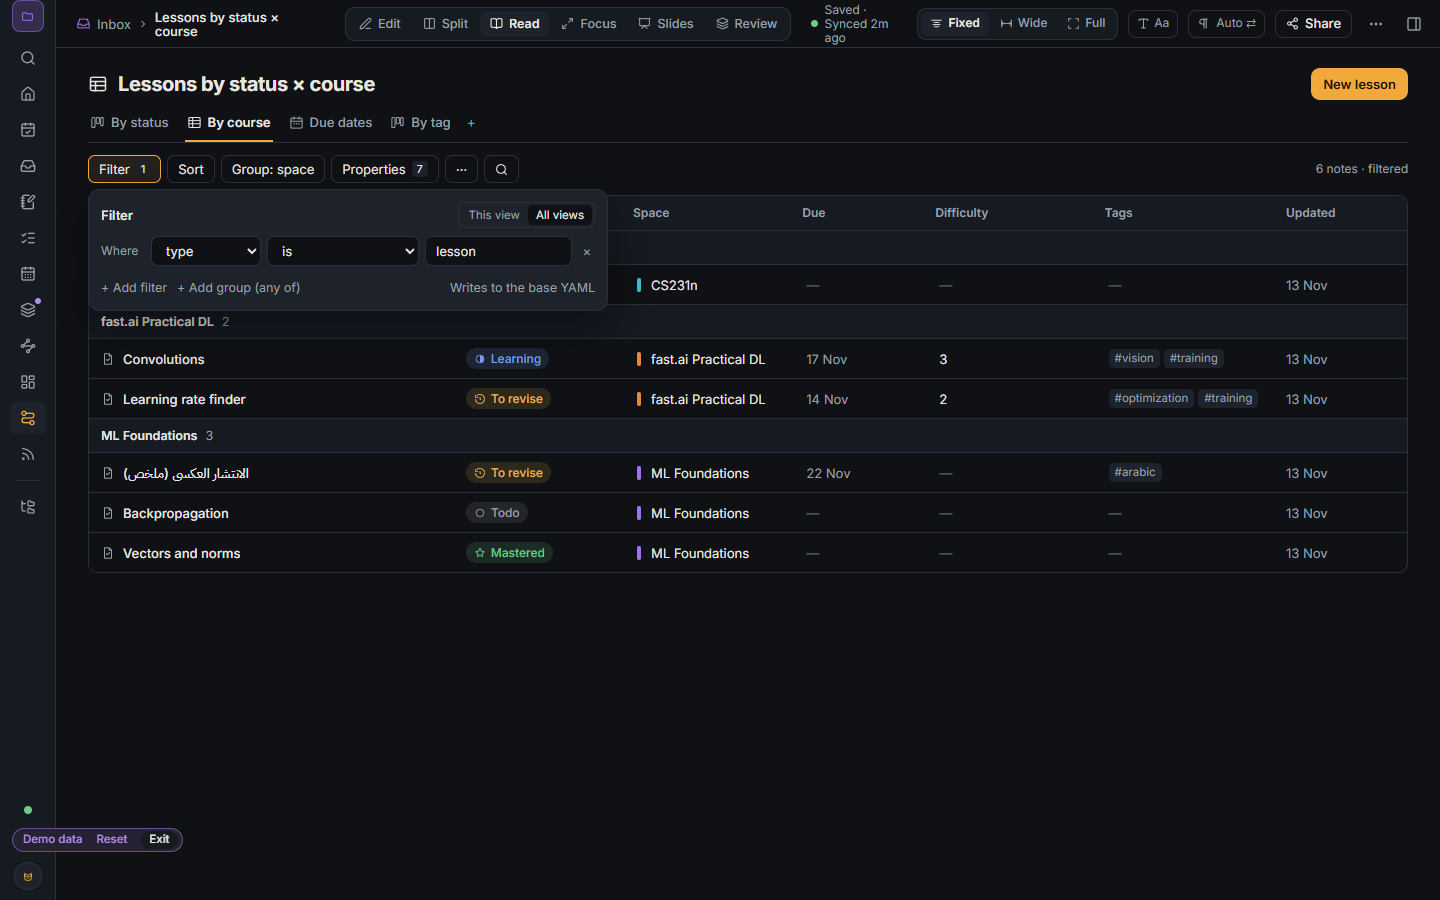 Inbox › Lessons by status × course
Edit Split Read Focus Slides Review
Saved · Synced 2m ago
Fixed Wide Full
Aa
Auto ⇄
Share
Lessons by status × course
New lesson
By status By course Due dates By tag +
Filter 1 Sort Group: space Properties 7 ···
6 notes · filtered
Filter This view All views
Where type is lesson ×
+ Add filter + Add group (any of) Writes to the base YAML
Space Due Difficulty Tags Updated
CS231n — — — 13 Nov
fast.ai Practical DL 2
Convolutions Learning fast.ai Practical DL 17 Nov 3 #vision #training 13 Nov
Learning rate finder To revise fast.ai Practical DL 14 Nov 2 #optimization #training 13 Nov
ML Foundations 3
الانتشار العكسي (ملخص) To revise ML Foundations 22 Nov — #arabic 13 Nov
Backpropagation Todo ML Foundations — — — 13 Nov
Vectors and norms Mastered ML Foundations — — — 13 Nov
Demo data Reset Exit